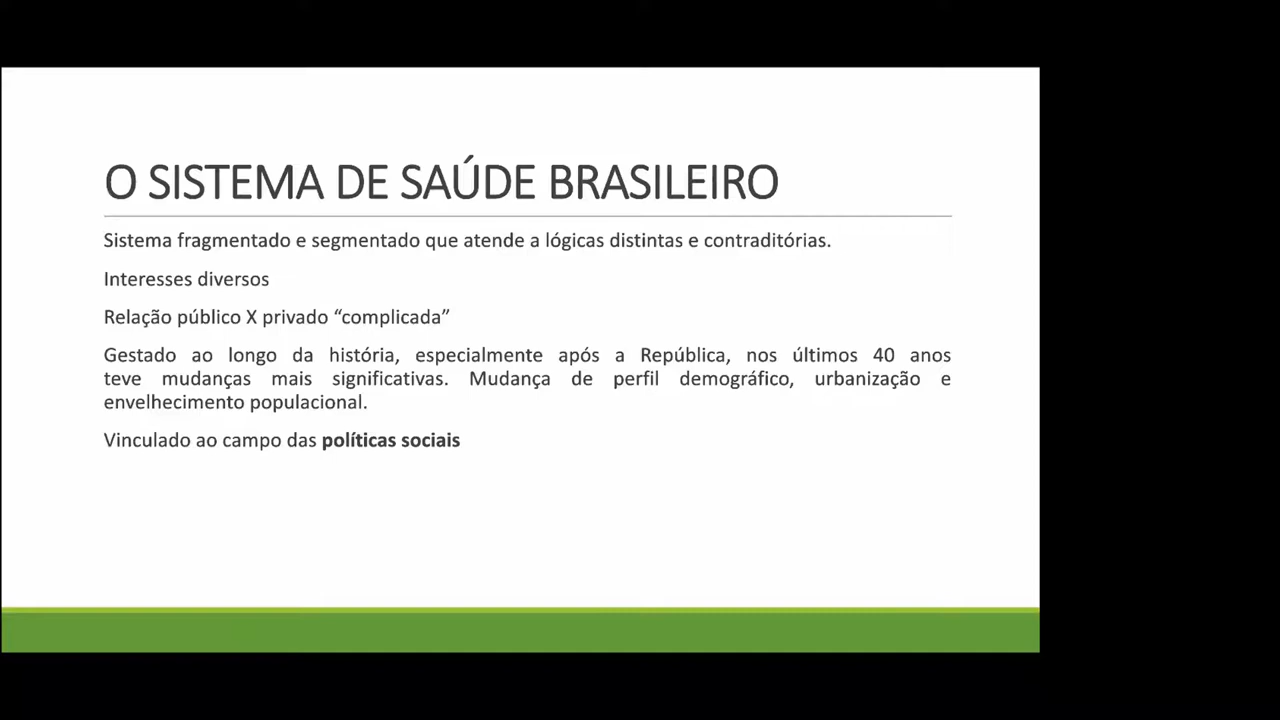 O SISTEMA DE SAÚDE BRASILEIRO
Sistema fragmentado e segmentado que atende a lógicas distintas e contraditórias.
Interesses diversos
Relação público X privado “complicada”
Gestado ao longo da história, especialmente após a República, nos últimos 40 anos
teve mudanças mais significativas. Mudança de perfil demográfico, urbanização e
envelhecimento populacional.
Vinculado ao campo das políticas sociais